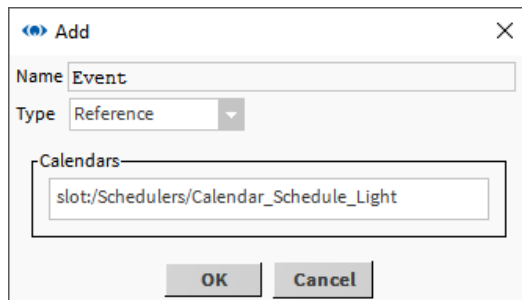 Add
Name Event
Type Reference
Calendars
slot:/Schedulers/Calendar_Schedule_Light
OK Cancel